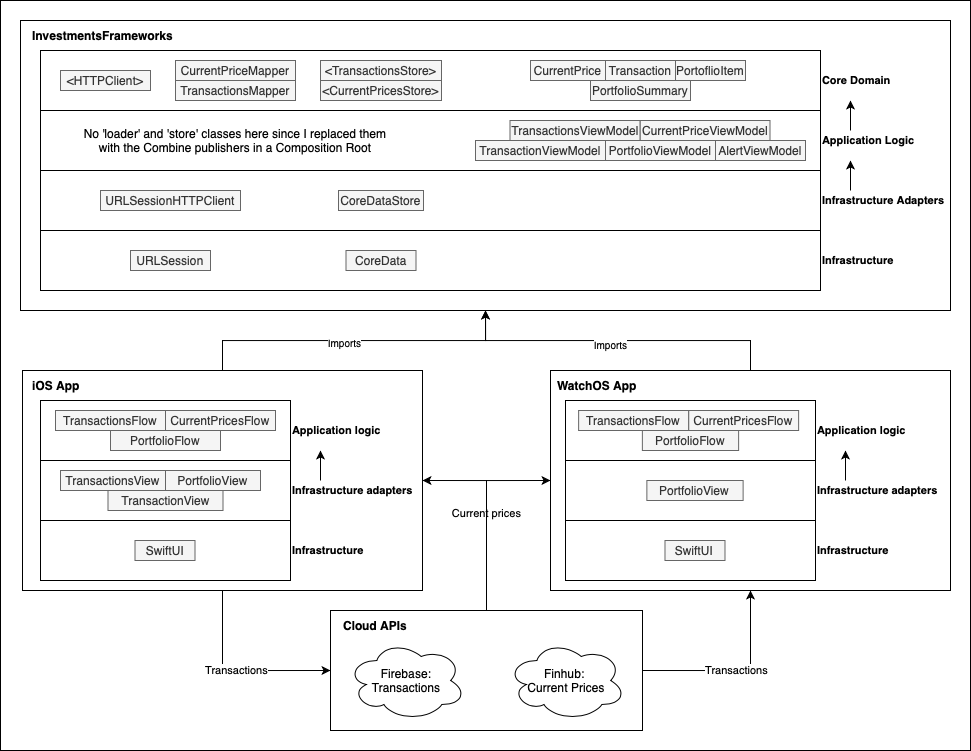 InvestmentsFrameworks
<HTTPClient>
CurrentPriceMapper
TransactionsMapper
<TransactionsStore>
<CurrentPricesStore>
CurrentPrice
Transaction
PortoflioItem
PortfolioSummary
Core Domain
No 'loader' and 'store' classes here since I replaced them
with the Combine publishers in a Composition Root
TransactionsViewModel
CurrentPriceViewModel
TransactionViewModel
PortfolioViewModel
AlertViewModel
Application Logic
URLSessionHTTPClient
CoreDataStore
Infrastructure Adapters
URLSession
CoreData
Infrastructure
Imports
Imports
iOS App
TransactionsFlow
CurrentPricesFlow
PortfolioFlow
Application logic
TransactionsView
PortfolioView
TransactionView
Infrastructure adapters
SwiftUI
Infrastructure
Current prices
WatchOS App
TransactionsFlow
CurrentPricesFlow
PortfolioFlow
Application logic
PortfolioView
Infrastructure adapters
SwiftUI
Infrastructure
Transactions
Cloud APIs
Firebase:
Transactions
Finhub:
Current Prices
Transactions